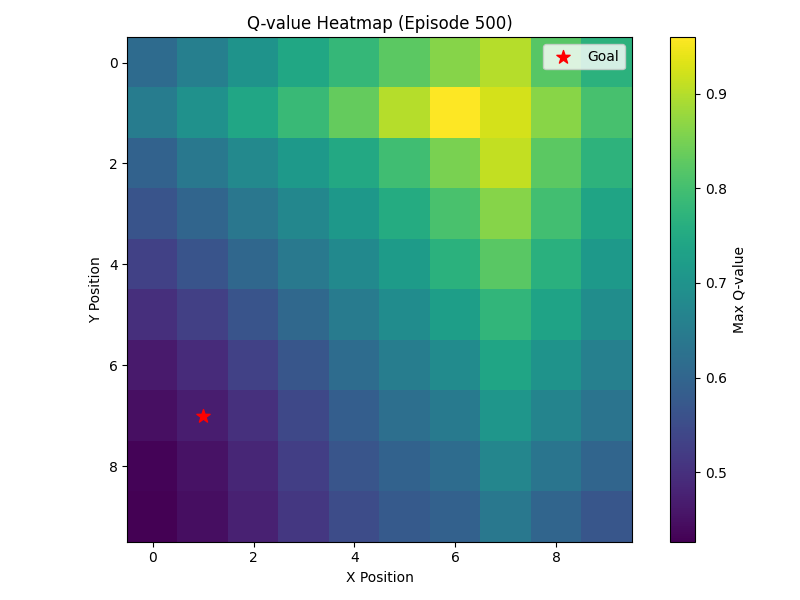 Q-value Heatmap (Episode 500)
Goal
0
2
4
6
8
Y Position
0 2 4 6 8
X Position
0.9
0.8
0.7
0.6
0.5
Max Q-value